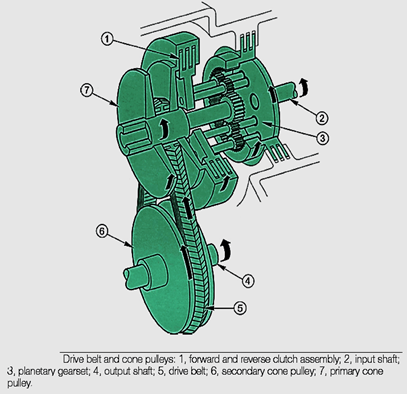 1
7
2
3
6
4
5
Drive belt and cone pulleys: 1, forward and reverse clutch assembly; 2, input shaft;
3, planetary gearset; 4, output shaft; 5, drive belt; 6, secondary cone pulley; 7, primary cone
pulley.